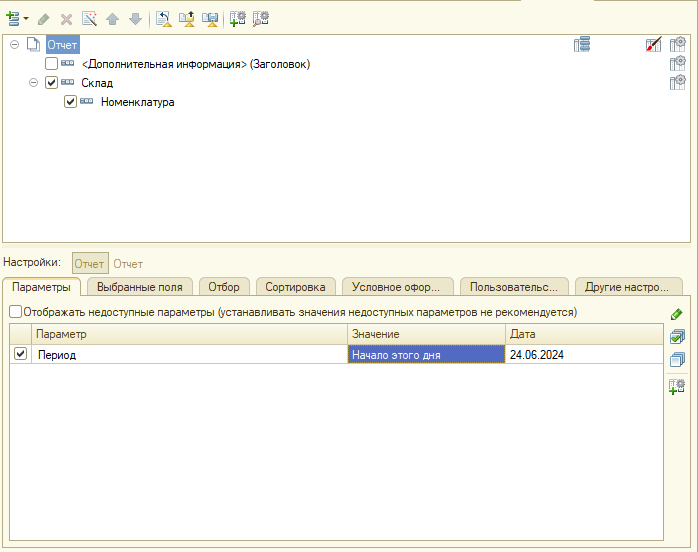 Отчет
<Дополнительная информация> (Заголовок)
Склад
Номенклатура
Настройки: Отчет Отчет
Параметры Выбранные поля Отбор Сортировка Условное офор... Пользовательс... Другие настро...
Отображать недоступные параметры (устанавливать значения недоступных параметров не рекомендуется)
Параметр Значение Дата
Период Начало этого дня 24.06.2024